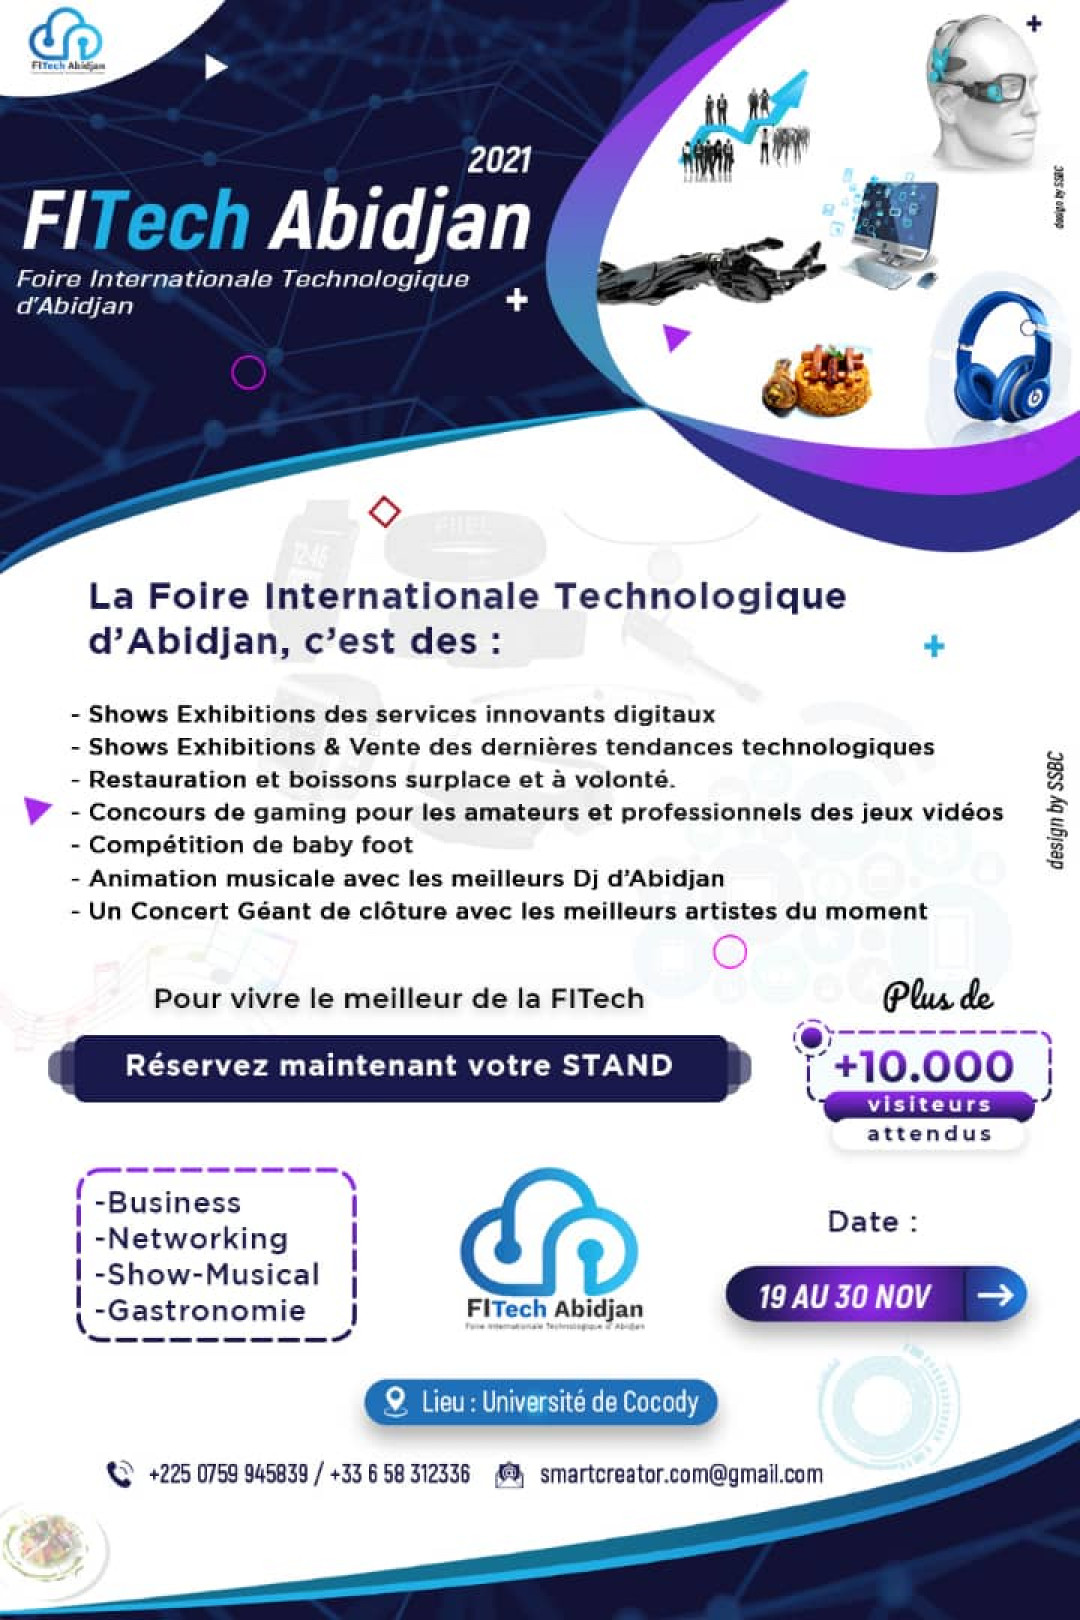 FITech Abidjan
2021
FITech Abidjan
Foire Internationale Technologique
d'Abidjan
design by SSBC
La Foire Internationale Technologique
d'Abidjan, c'est des :
- Shows Exhibitions des services innovants digitaux
- Shows Exhibitions & Vente des dernières tendances technologiques
- Restauration et boissons surplace et à volonté.
- Concours de gaming pour les amateurs et professionnels des jeux vidéos
- Compétition de baby foot
- Animation musicale avec les meilleurs Dj d'Abidjan
- Un Concert Géant de clôture avec les meilleurs artistes du moment
design by SSBC
Pour vivre le meilleur de la FITech
Réservez maintenant votre STAND
Plus de
+10.000
visiteurs
attendus
-Business
-Networking
-Show-Musical
-Gastronomie
FITech Abidjan
Foire Internationale Technologique d'Abidjan
Date :
19 AU 30 NOV
Lieu : Université de Cocody
+225 0759 945839 / +33 6 58 312336
smartcreator.com@gmail.com